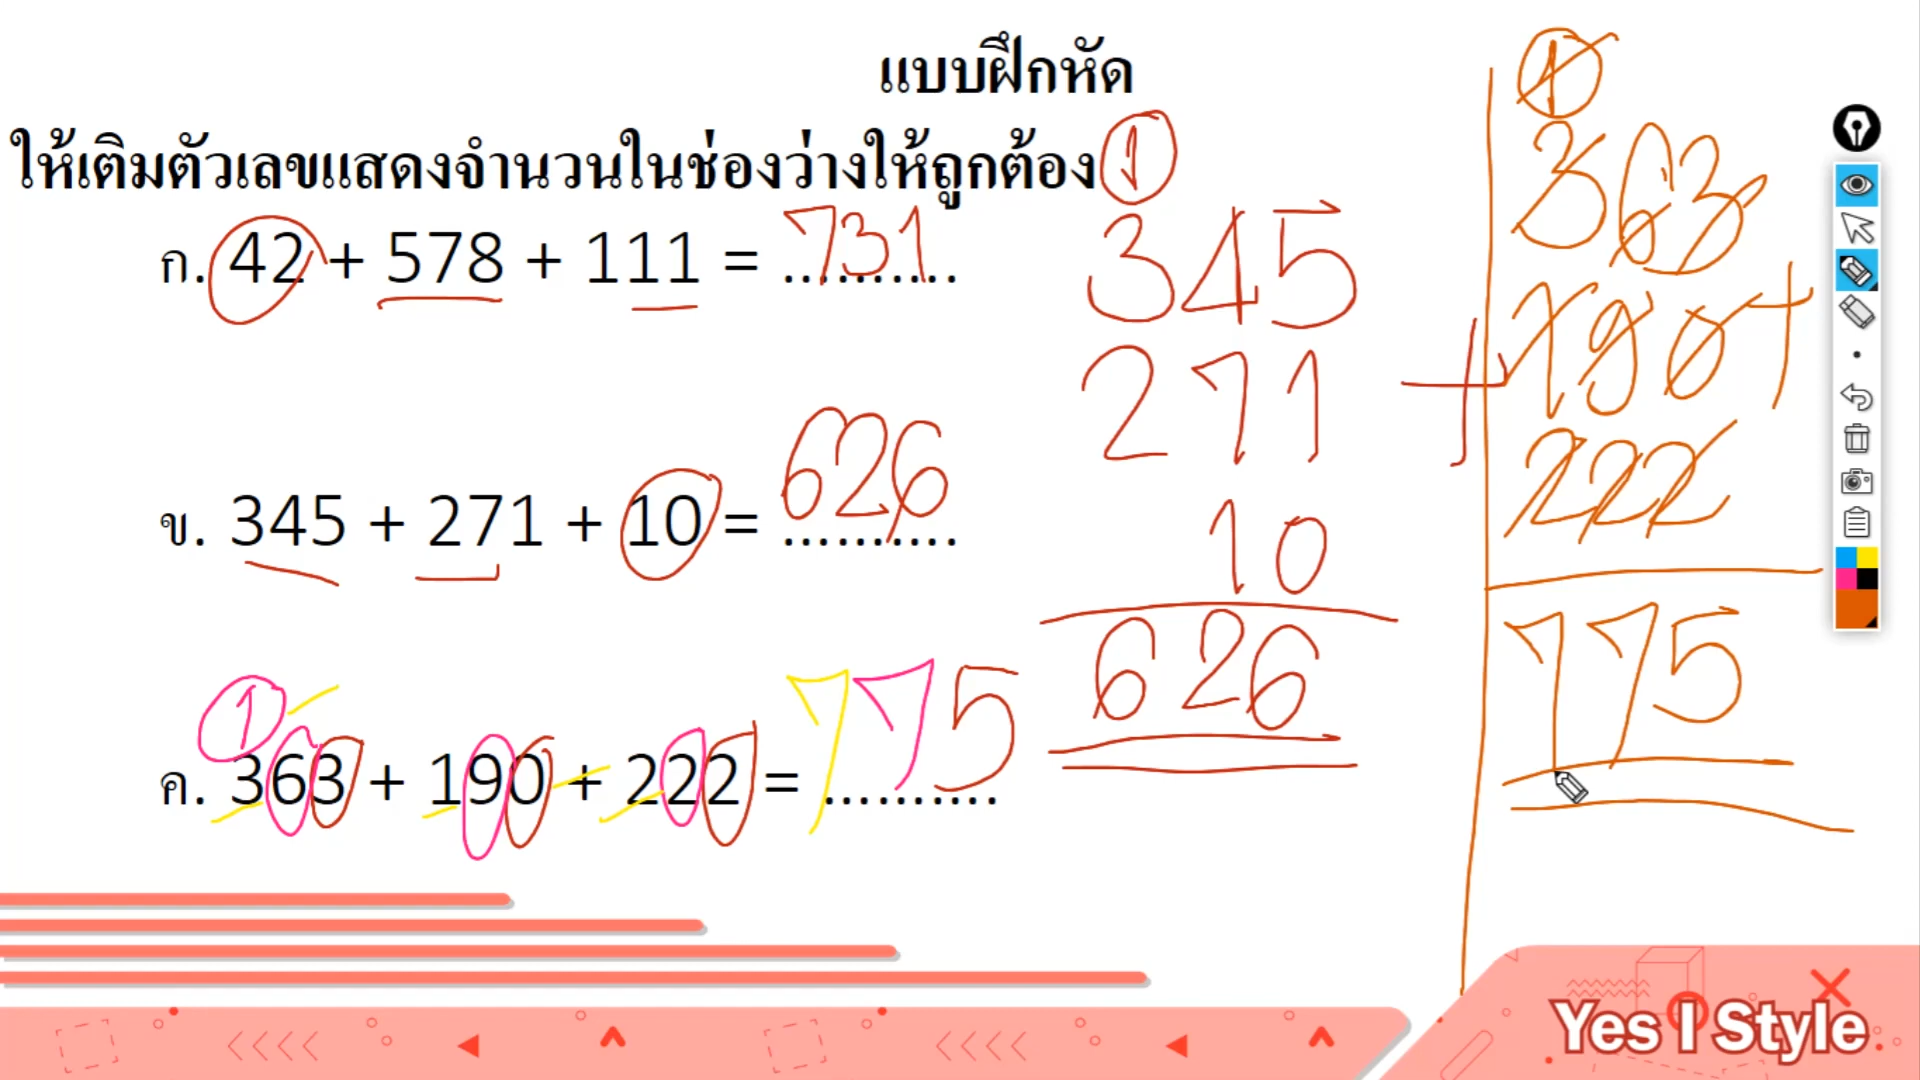 แบบฝึกหัด
ให้เติมตัวเลขแสดงจำนวนในช่องว่างให้ถูกต้อง
ก. 42 + 578 + 111 = 731
ข. 345 + 271 + 10 = 626
1
ค. 363 + 190 + 222 = 775
1
345
271 +
10
626
1
363
190 +
222
775
Yes I Style